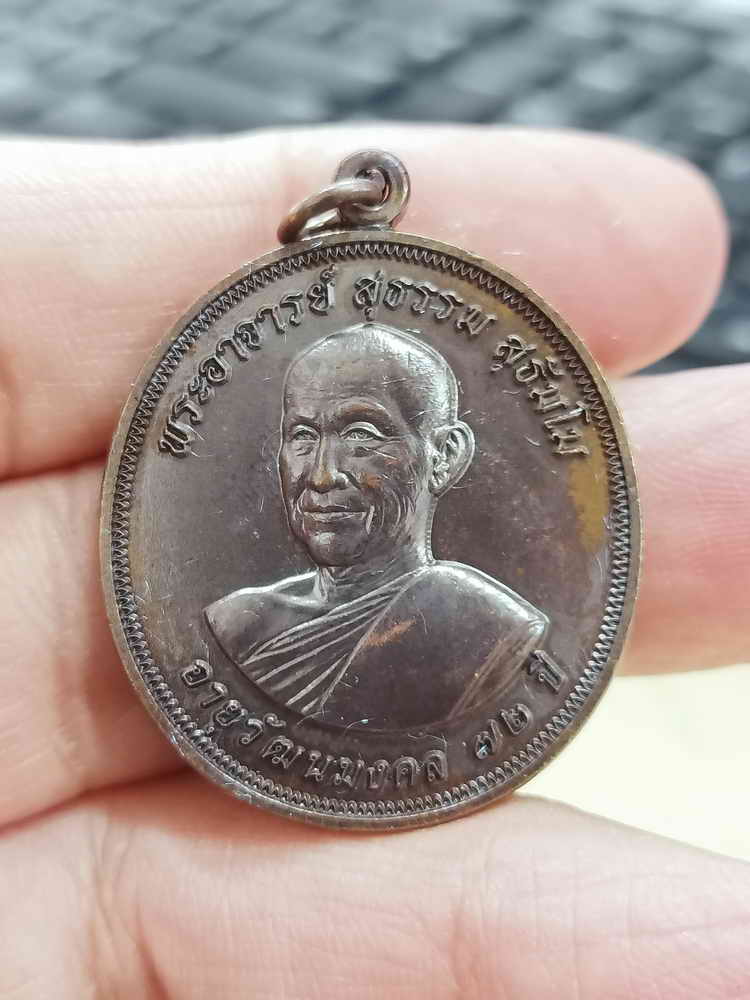 พระอาจารย์ สุธรรม สุธัมโม
อายุวัฒนมงคล ๗๒ ปี